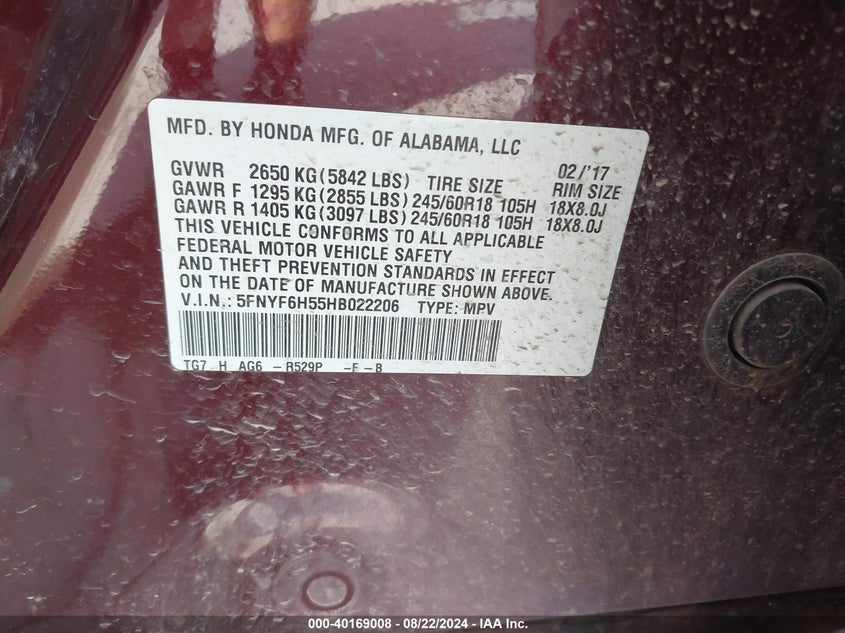 MFD. BY HONDA MFG. OF ALABAMA, LLC
02/'17
GVWR 2650 KG(5842 LBS) TIRE SIZE RIM SIZE
GAWR F 1295 KG(2855 LBS) 245/60R18 105H 18X8.0J
GAWR R 1405 KG(3097 LBS) 245/60R18 105H 18X8.0J
THIS VEHICLE CONFORMS TO ALL APPLICABLE
FEDERAL MOTOR VEHICLE SAFETY
AND THEFT PREVENTION STANDARDS IN EFFECT
ON THE DATE OF MANUFACTURE SHOWN ABOVE.
V.I.N.: 5FNYF6H55HB022206 TYPE: MPV
TG7 H AG6 -R529P -F -B
000-40169008 - 08/22/2024 - IAA Inc.